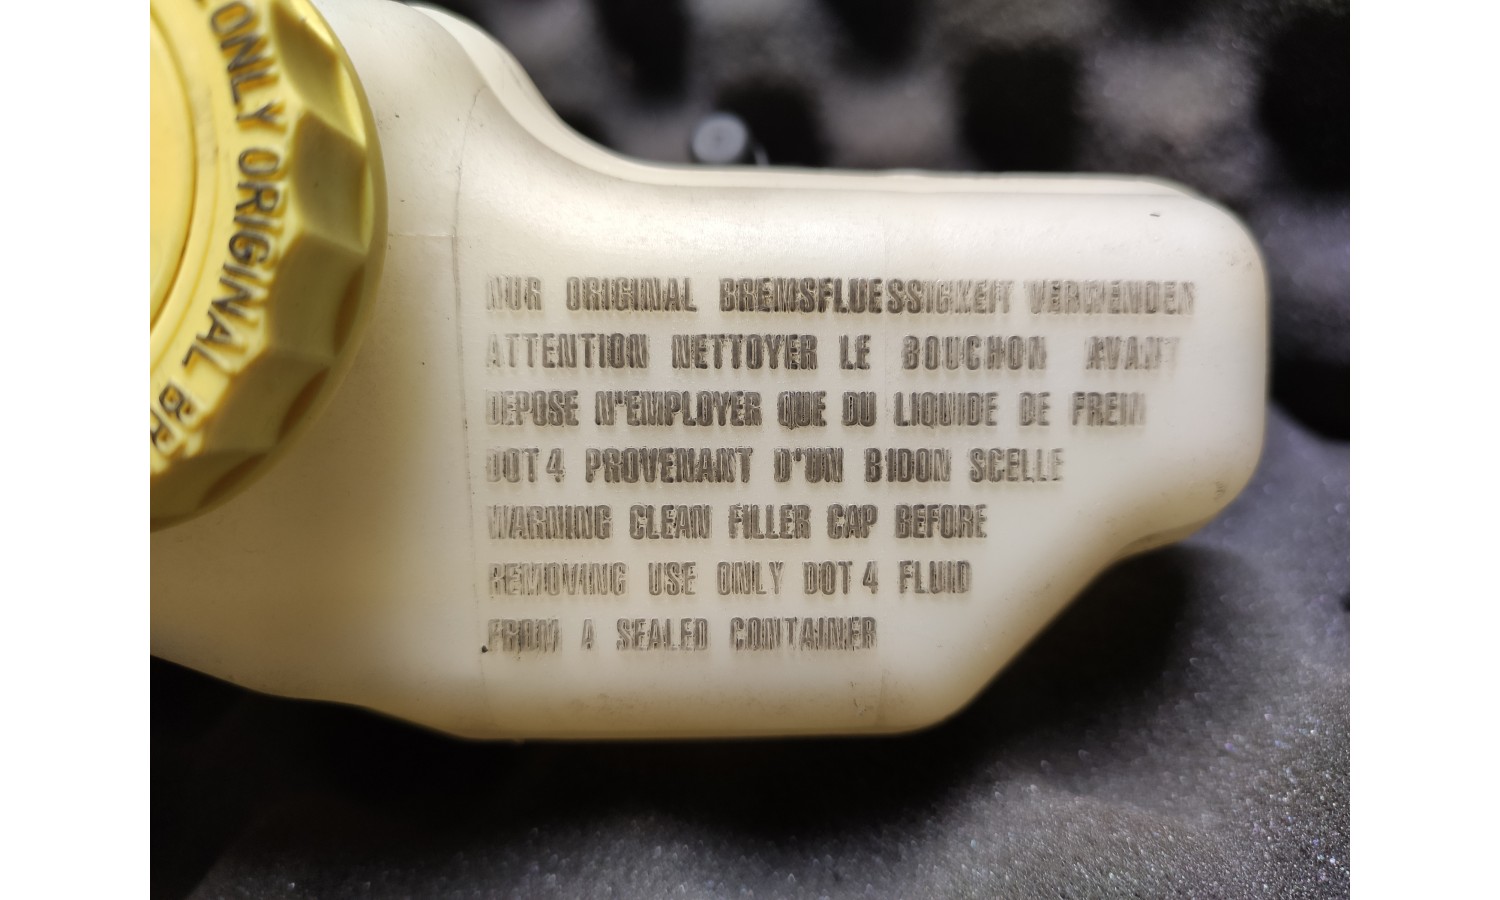 ONLY ORIGINAL BR
NUR ORIGINAL BREMSFLUESSIGKEIT VERWENDEN
ATTENTION NETTOYER LE BOUCHON AVANT
DEPOSE N'EMPLOYER QUE DU LIQUIDE DE FREIN
DOT 4 PROVENANT D'UN BIDON SCELLE
WARNING CLEAN FILLER CAP BEFORE
REMOVING USE ONLY DOT 4 FLUID
FROM A SEALED CONTAINER